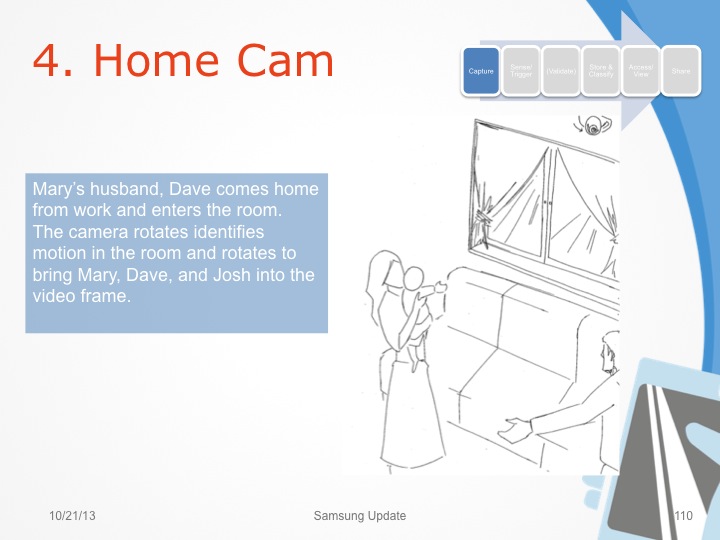 4. Home Cam
Capture
Sense/
Trigger
(Validate)
Store &
Classify
Access/
View
Share
Mary’s husband, Dave comes home
from work and enters the room.
The camera rotates identifies
motion in the room and rotates to
bring Mary, Dave, and Josh into the
video frame.
10/21/13
Samsung Update
110